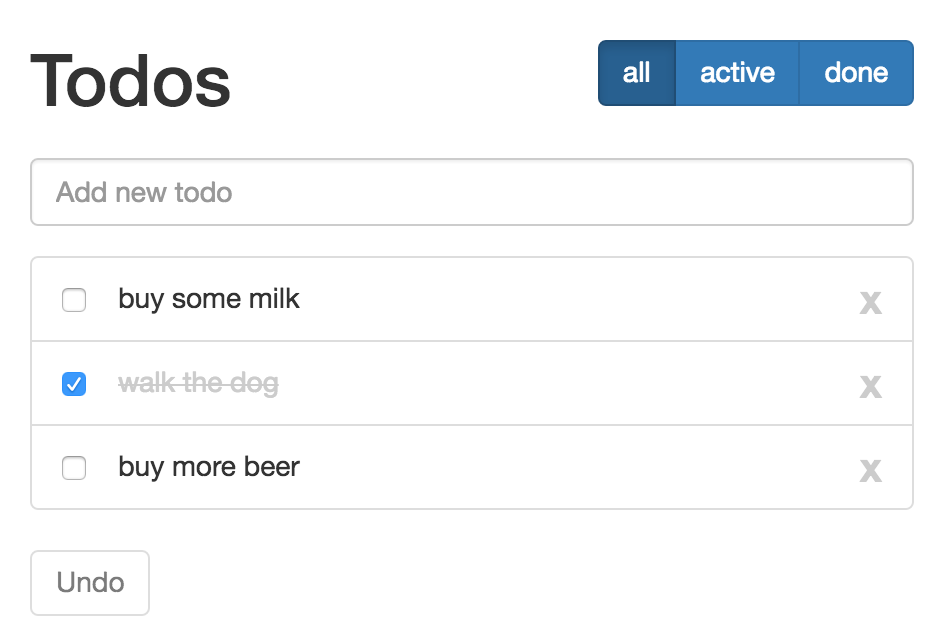 Todos
all active done
Add new todo
buy some milk x
walk the dog x
buy more beer x
Undo